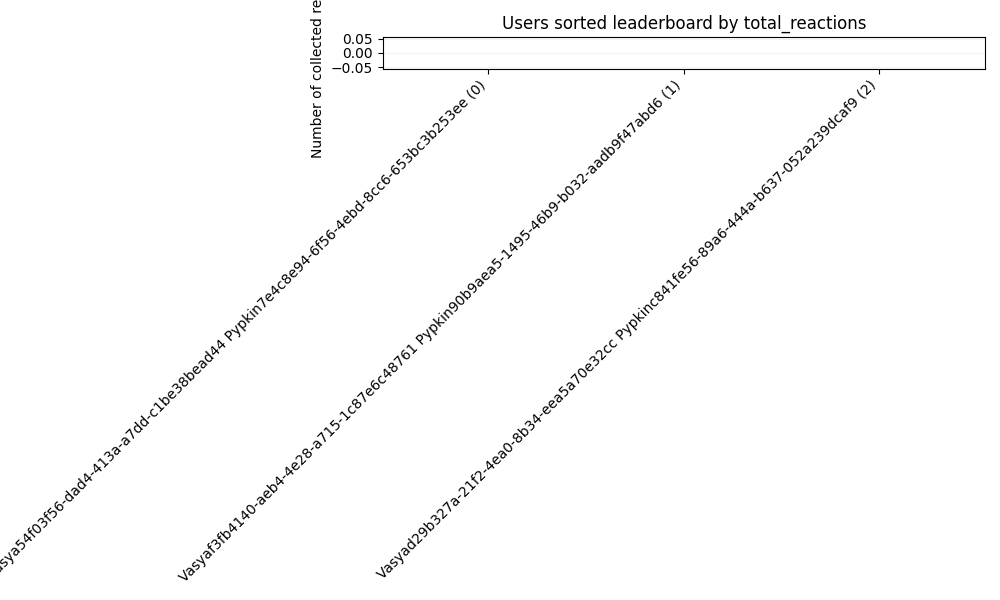 Users sorted leaderboard by total_reactions
Number of collected re
0.05
0.00
−0.05
asya54f03f56-dad4-413a-a7dd-c1be38bead44 Pypkin7e4c8e94-6f56-4ebd-8cc6-653bc3b253ee (0)
Vasyaf3fb4140-aeb4-4e28-a715-1c87e6c48761 Pypkin90b9aea5-1495-46b9-b032-aadb9f47abd6 (1)
Vasyad29b327a-21f2-4ea0-8b34-eea5a70e32cc Pypkinc841fe56-89a6-444a-b637-052a239dcaf9 (2)